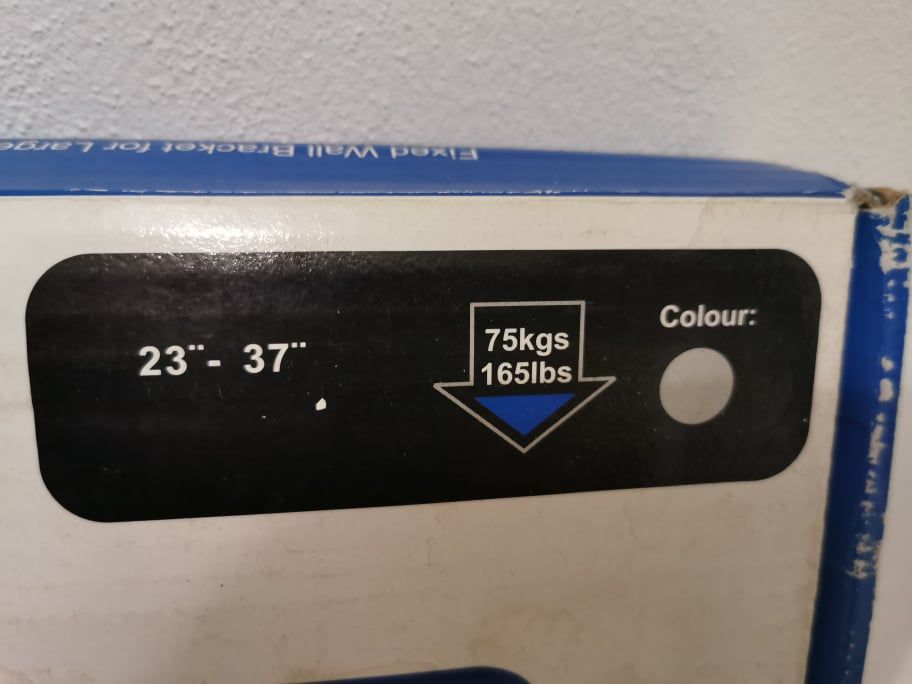 Fixed Wall Bracket for Large
23¨- 37¨
75kgs
165lbs
Colour: